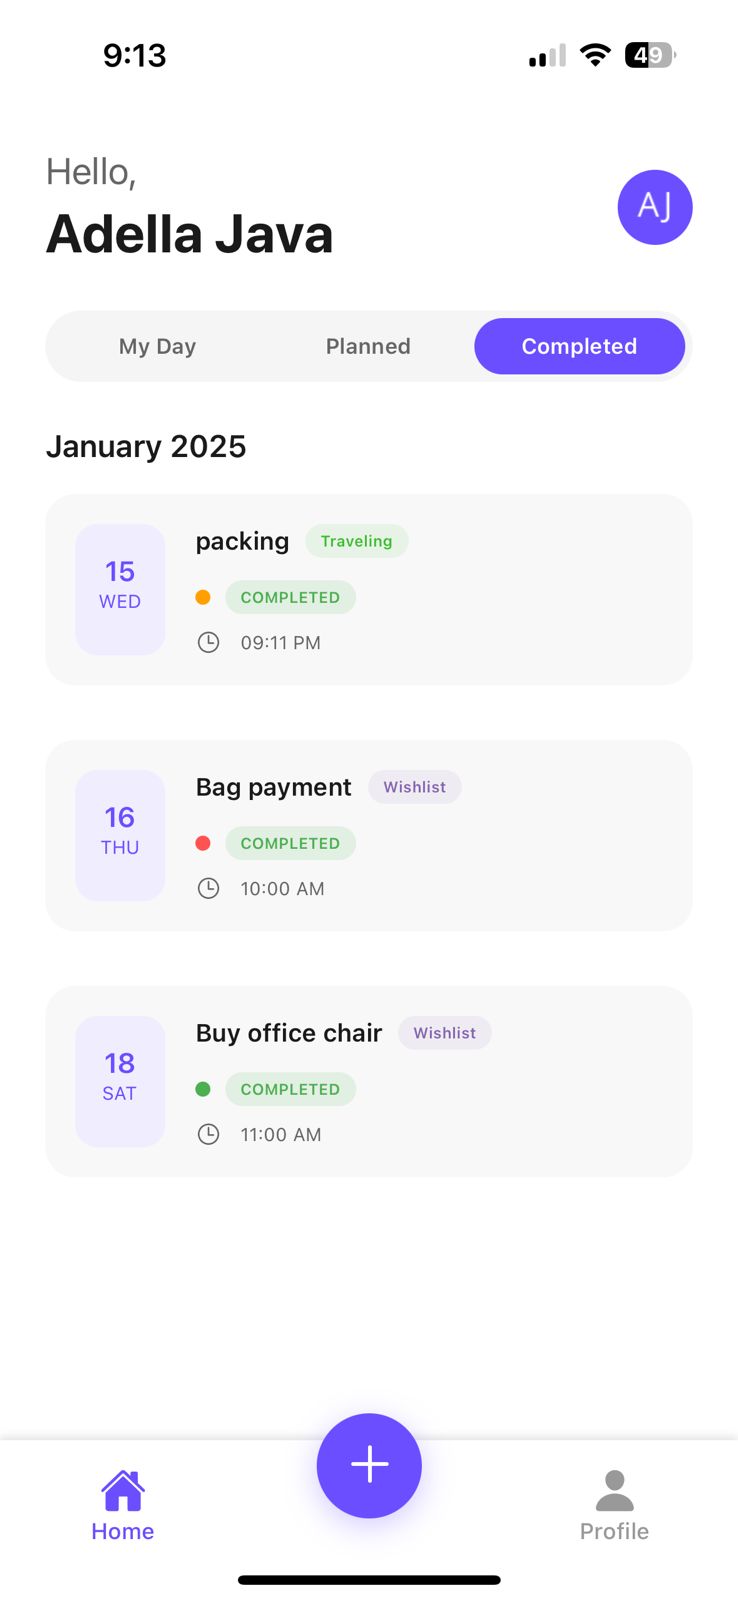 9:13
49
Hello,
Adella Java
AJ
My Day Planned Completed
January 2025
15
WED
packing Traveling
COMPLETED
09:11 PM
16
THU
Bag payment Wishlist
COMPLETED
10:00 AM
18
SAT
Buy office chair Wishlist
COMPLETED
11:00 AM
Home
Profile